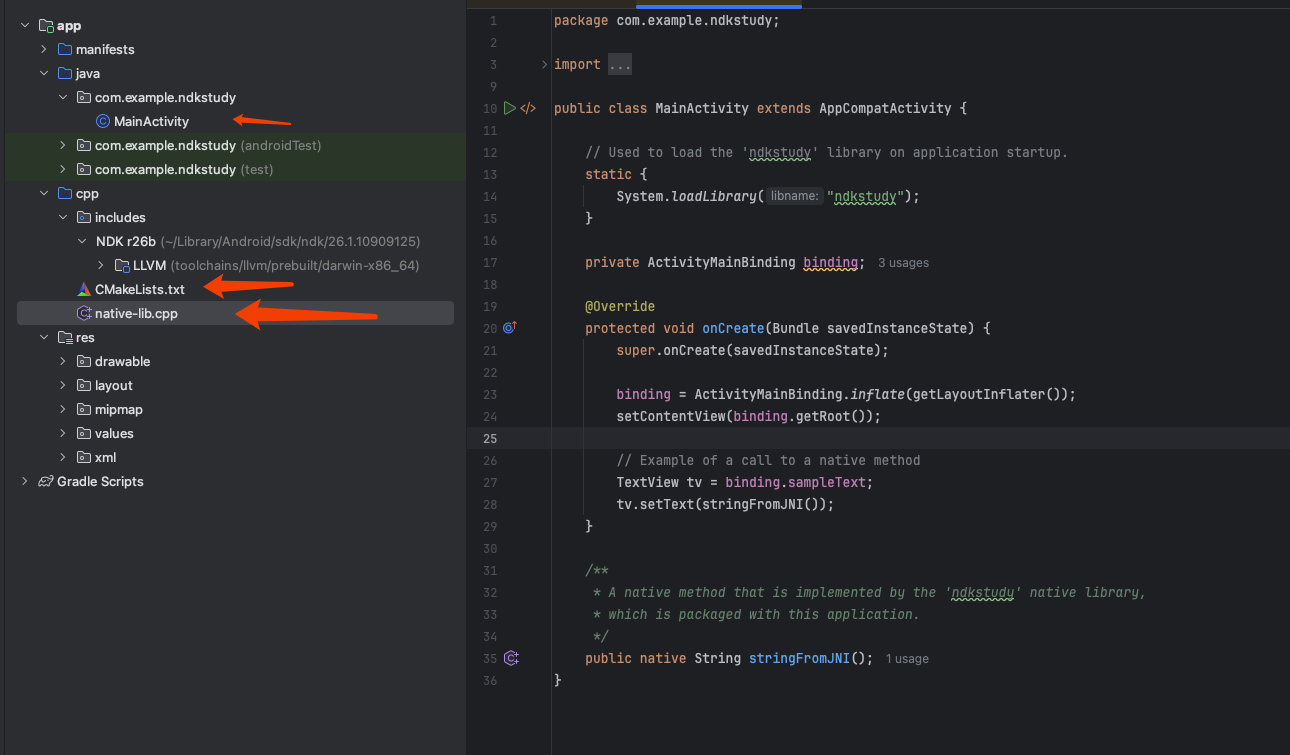 app
manifests
java
com.example.ndkstudy
MainActivity
com.example.ndkstudy (androidTest)
com.example.ndkstudy (test)
cpp
includes
NDK r26b (~/Library/Android/sdk/ndk/26.1.10909125)
LLVM (toolchains/llvm/prebuilt/darwin-x86_64)
CMakeLists.txt
native-lib.cpp
res
drawable
layout
mipmap
values
xml
Gradle Scripts
1 package com.example.ndkstudy;
2
3 import ...
9
10 public class MainActivity extends AppCompatActivity {
11
12 // Used to load the 'ndkstudy' library on application startup.
13 static {
14 System.loadLibrary( libname: "ndkstudy");
15 }
16
17 private ActivityMainBinding binding; 3 usages
18
19 @Override
20 protected void onCreate(Bundle savedInstanceState) {
21 super.onCreate(savedInstanceState);
22
23 binding = ActivityMainBinding.inflate(getLayoutInflater());
24 setContentView(binding.getRoot());
25
26 // Example of a call to a native method
27 TextView tv = binding.sampleText;
28 tv.setText(stringFromJNI());
29 }
30
31 /**
32 * A native method that is implemented by the 'ndkstudy' native library,
33 * which is packaged with this application.
34 */
35 public native String stringFromJNI(); 1 usage
36 }